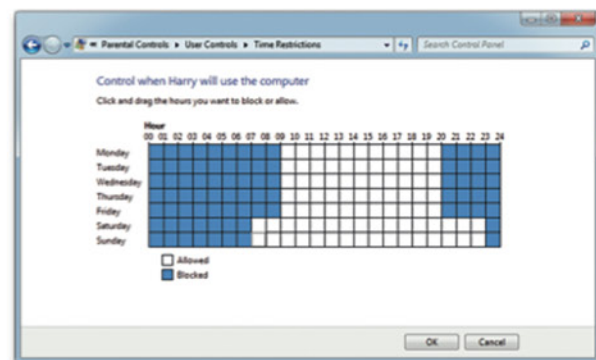 Parental Controls ▸ User Controls ▸ Time Restrictions
Search Control Panel
Control when Harry will use the computer
Click and drag the hours you want to block or allow.
Hour
00 01 02 03 04 05 06 07 08 09 10 11 12 13 14 15 16 17 18 19 20 21 22 23 24
Monday
Tuesday
Wednesday
Thursday
Friday
Saturday
Sunday
Allowed
Blocked
OK Cancel